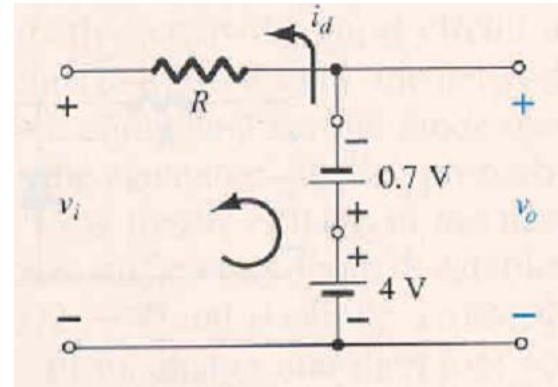 i_d
+ R +
−
0.7 V
v_i + v_o
+
4 V
− − −